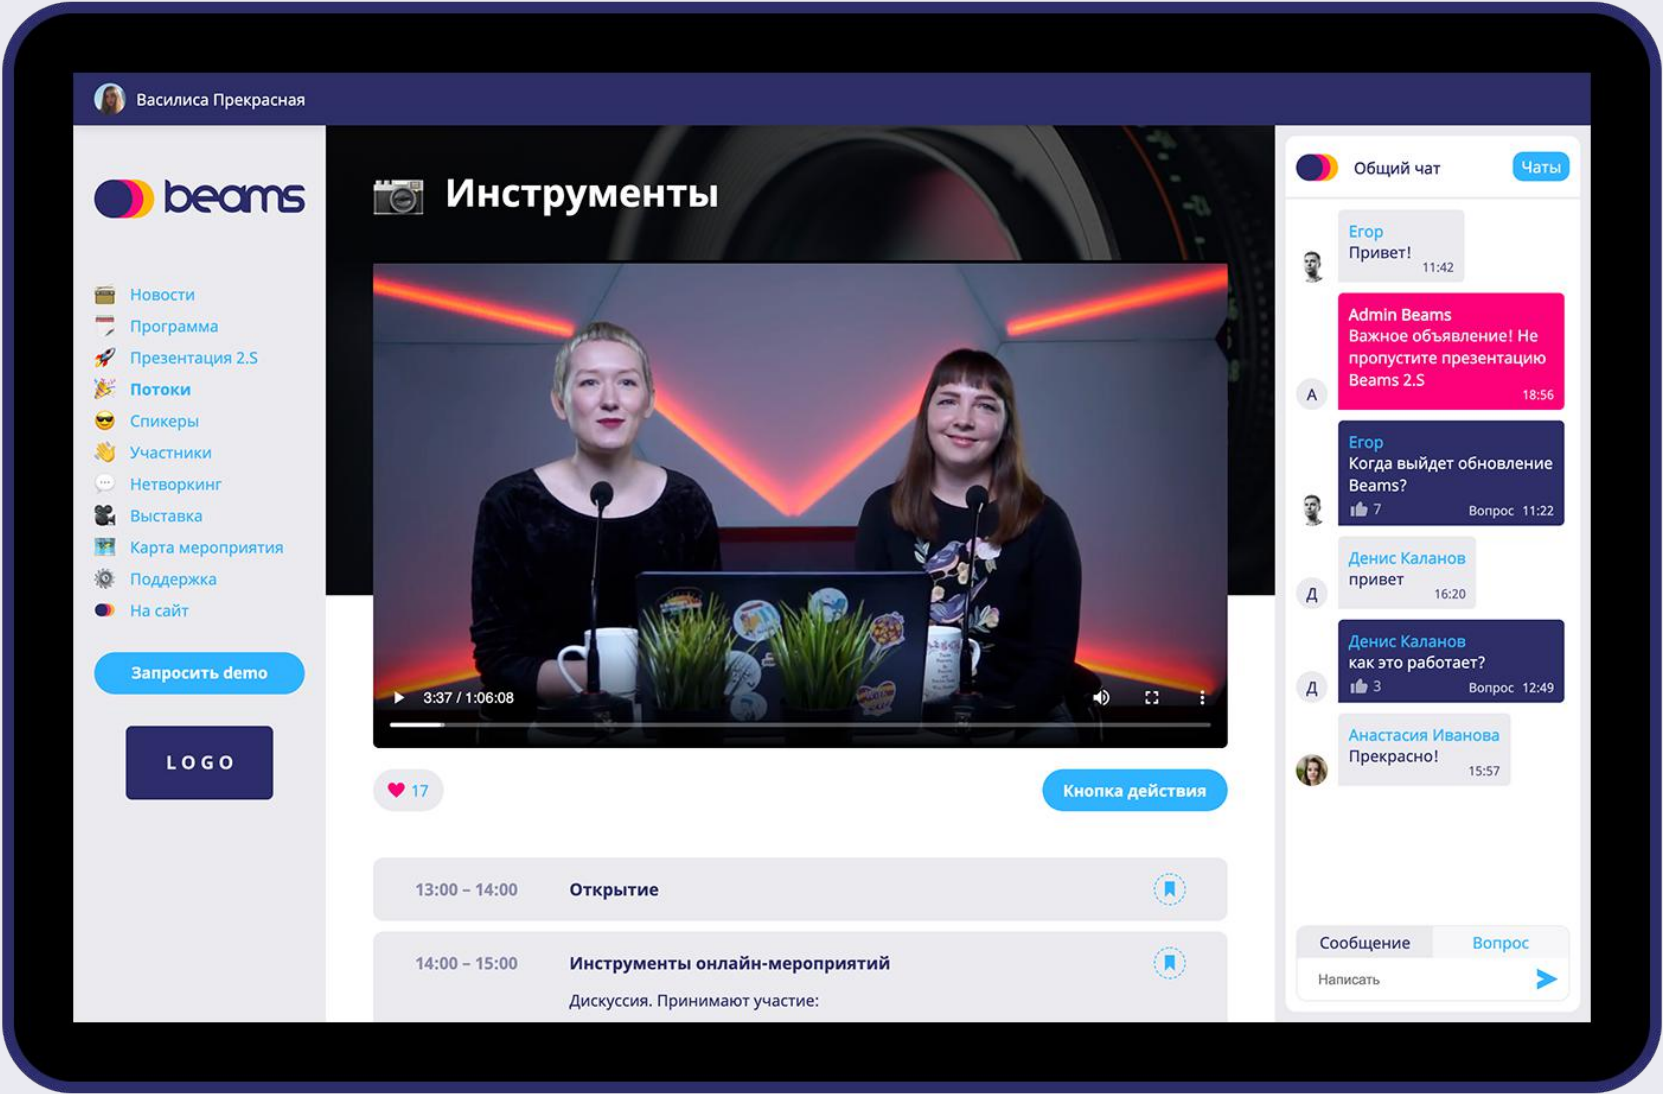 Василиса Прекрасная
beams
Новости
Программа
Презентация 2.S
Потоки
Спикеры
Участники
Нетворкинг
Выставка
Карта мероприятия
Поддержка
На сайт
Запросить demo
LOGO
Инструменты
3:37 / 1:06:08
17
Кнопка действия
13:00 – 14:00 Открытие
14:00 – 15:00 Инструменты онлайн-мероприятий
Дискуссия. Принимают участие:
Общий чат Чаты
Егор
Привет!
11:42
Admin Beams
Важное объявление! Не
пропустите презентацию
Beams 2.S
18:56
А
Егор
Когда выйдет обновление
Beams?
7 Вопрос 11:22
Денис Каланов
привет
16:20
Д
Денис Каланов
как это работает?
3 Вопрос 12:49
Д
Анастасия Иванова
Прекрасно!
15:57
Сообщение Вопрос
Написать